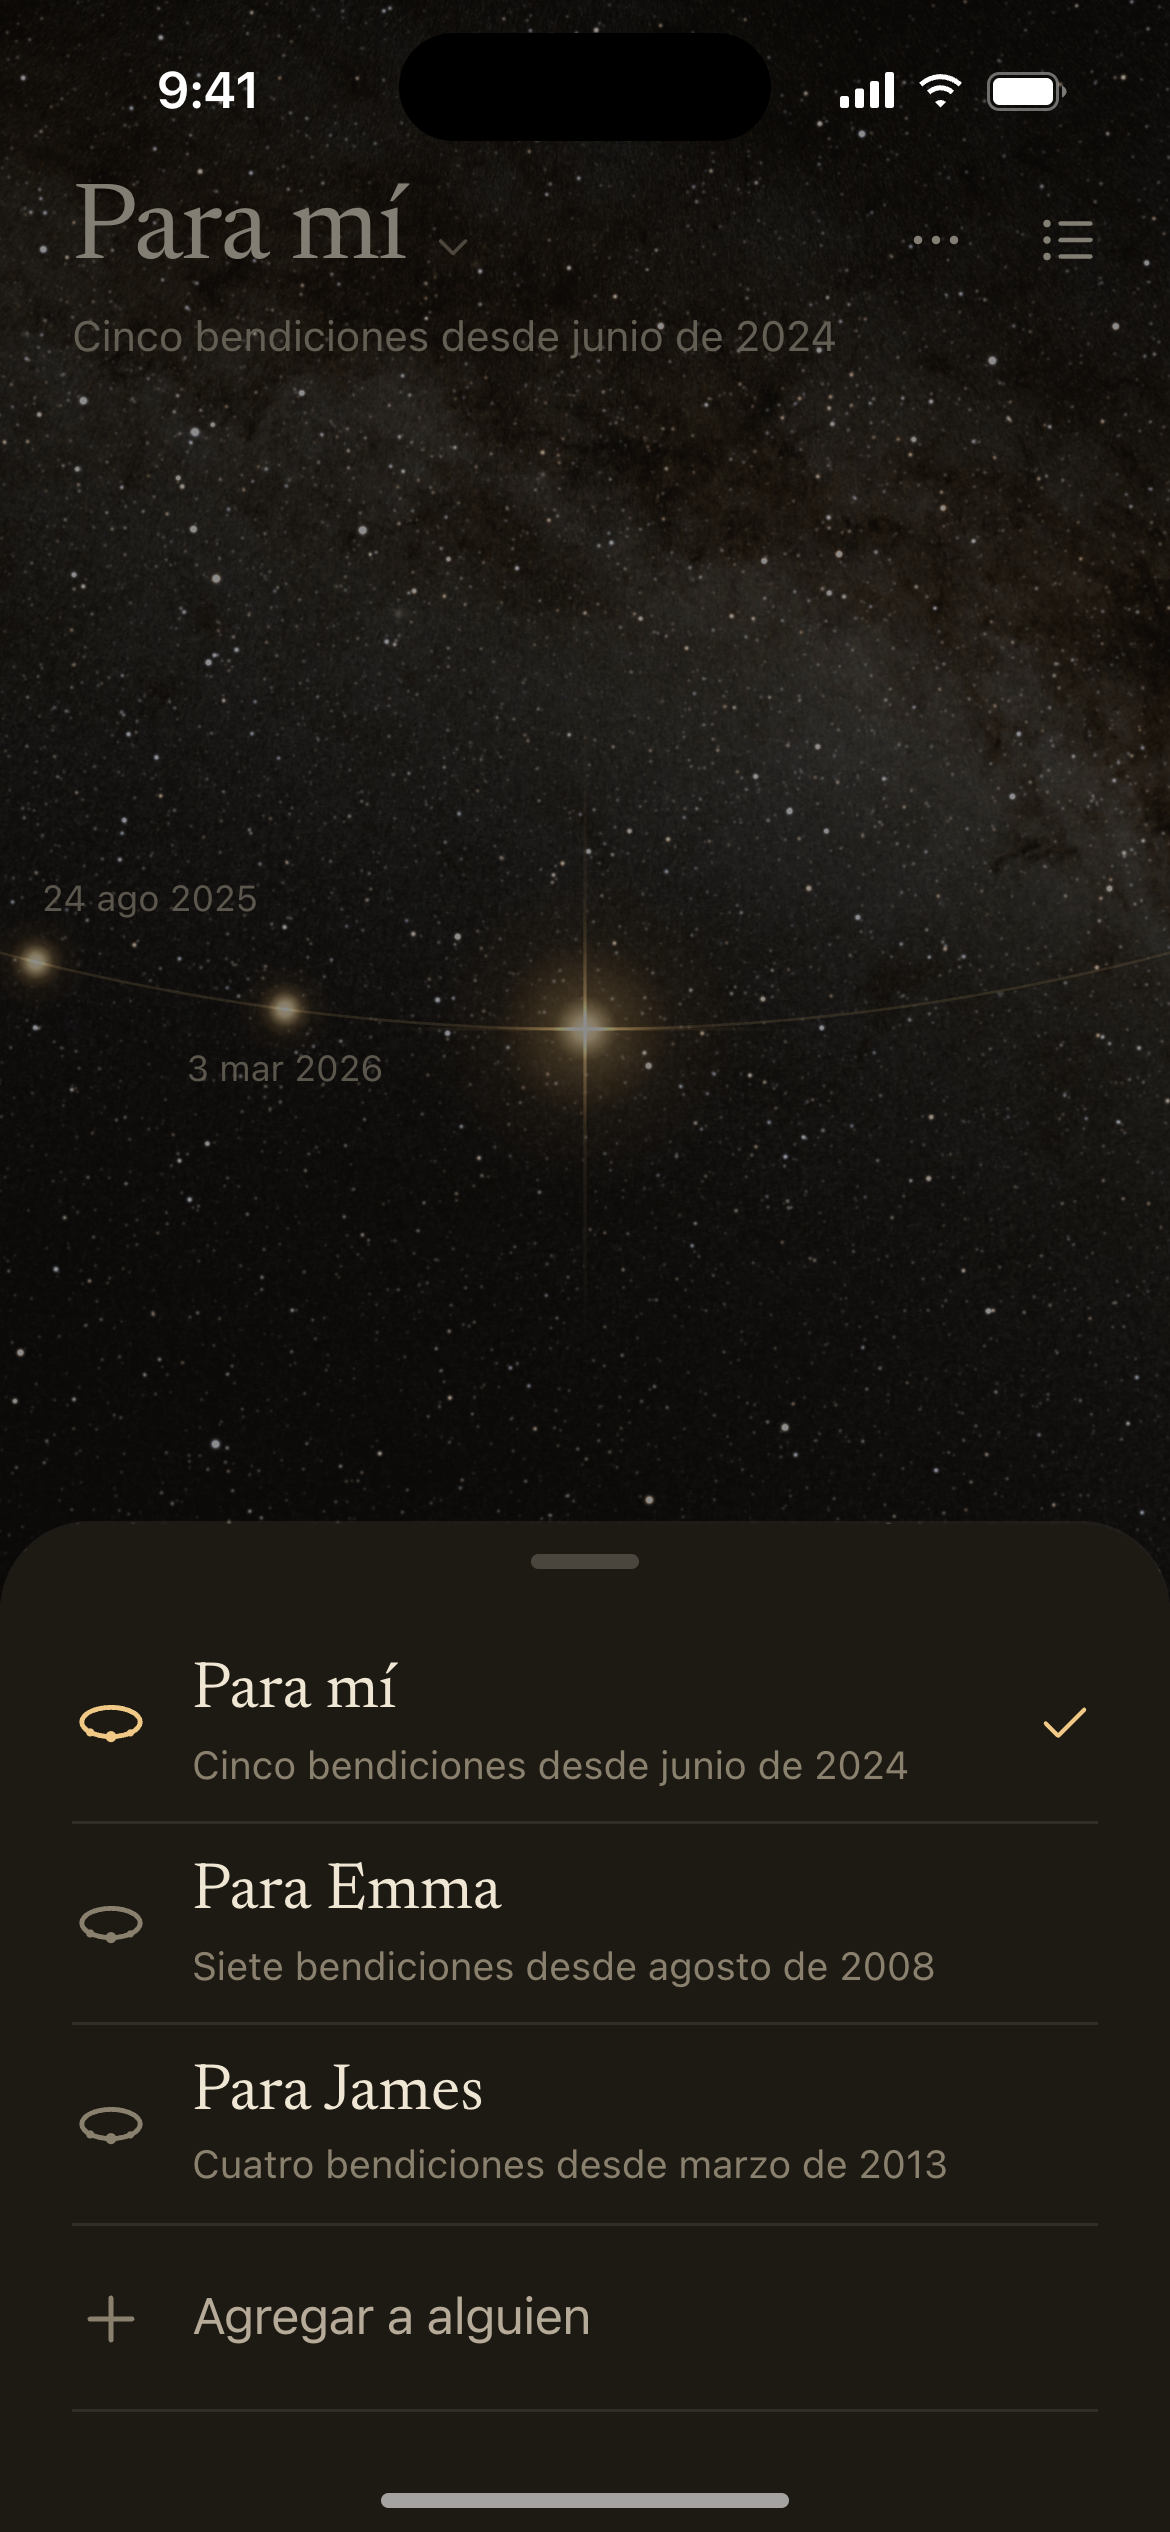 9:41
Para mí
Cinco bendiciones desde junio de 2024
24 ago 2025
3 mar 2026
Para mí
Cinco bendiciones desde junio de 2024
Para Emma
Siete bendiciones desde agosto de 2008
Para James
Cuatro bendiciones desde marzo de 2013
Agregar a alguien